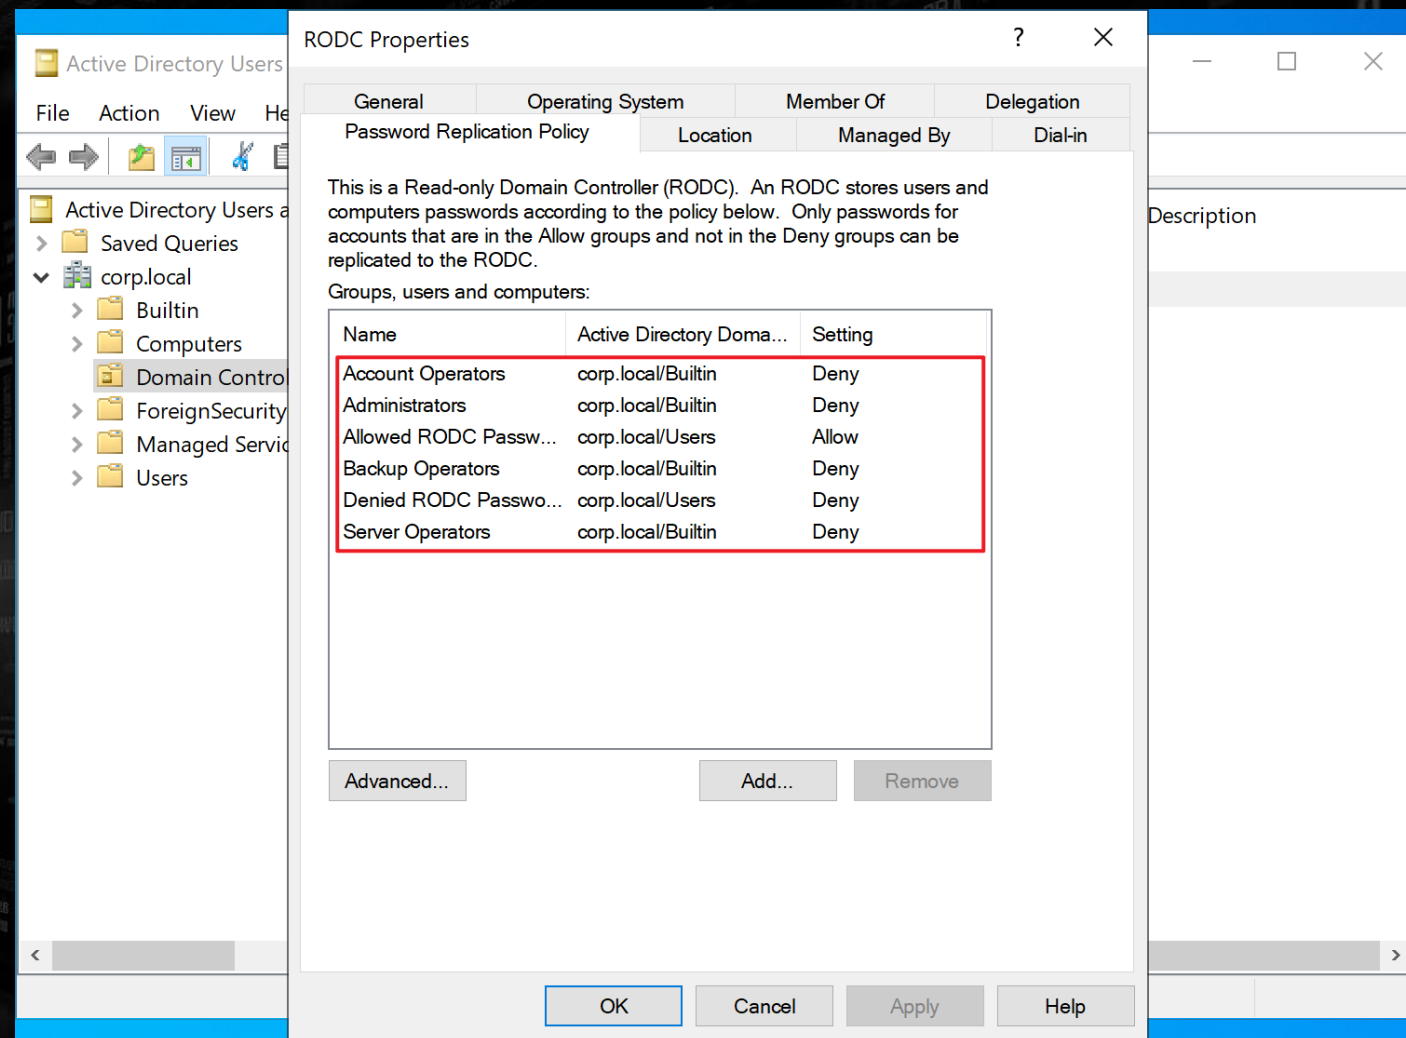 RODC Properties
?
Active Directory Users
File Action View He
General Operating System Member Of Delegation
Password Replication Policy Location Managed By Dial-in
This is a Read-only Domain Controller (RODC). An RODC stores users and
computers passwords according to the policy below. Only passwords for
accounts that are in the Allow groups and not in the Deny groups can be
replicated to the RODC.
Groups, users and computers:
Name Active Directory Doma... Setting
Account Operators corp.local/Builtin Deny
Administrators corp.local/Builtin Deny
Allowed RODC Passw... corp.local/Users Allow
Backup Operators corp.local/Builtin Deny
Denied RODC Passwo... corp.local/Users Deny
Server Operators corp.local/Builtin Deny
Advanced... Add... Remove
OK Cancel Apply Help
Active Directory Users a
Saved Queries
corp.local
Builtin
Computers
Domain Control
ForeignSecurity
Managed Servic
Users
Description